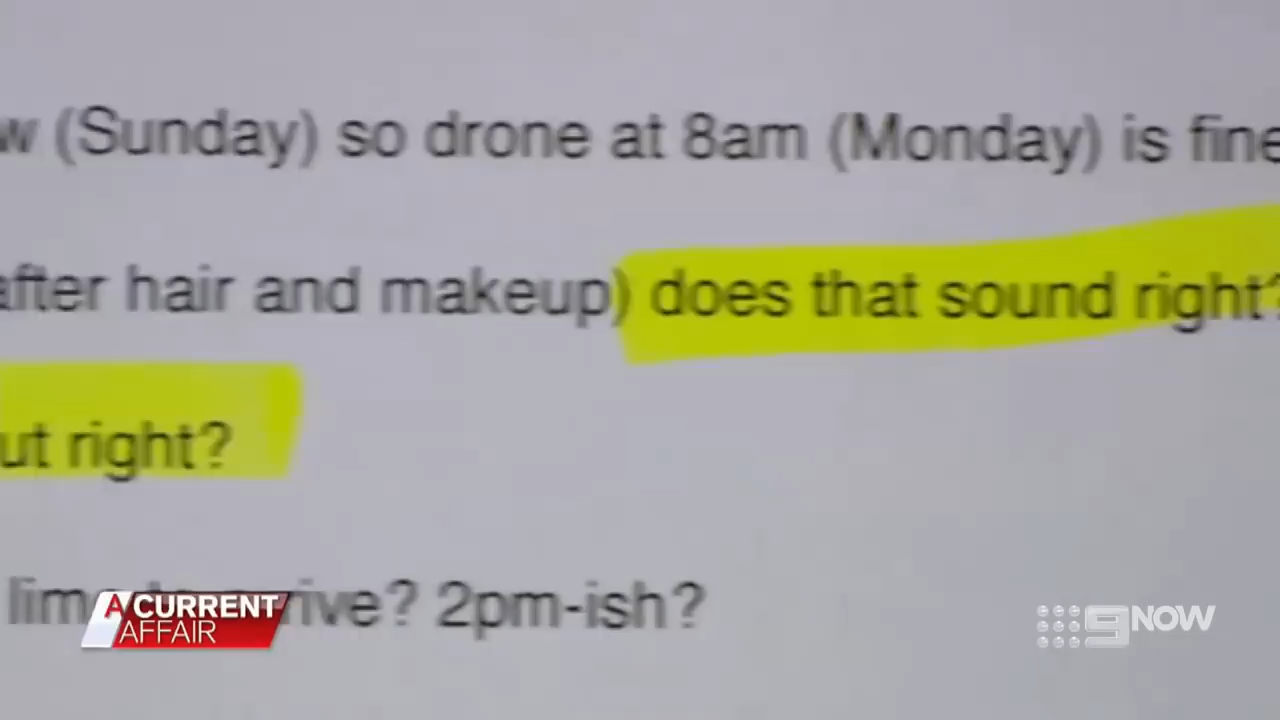 (Sunday) so drone at 8am (Monday) is fine
after hair and makeup) does that sound right?
right?
2pm-ish?
A CURRENT
AFFAIR
9NOW